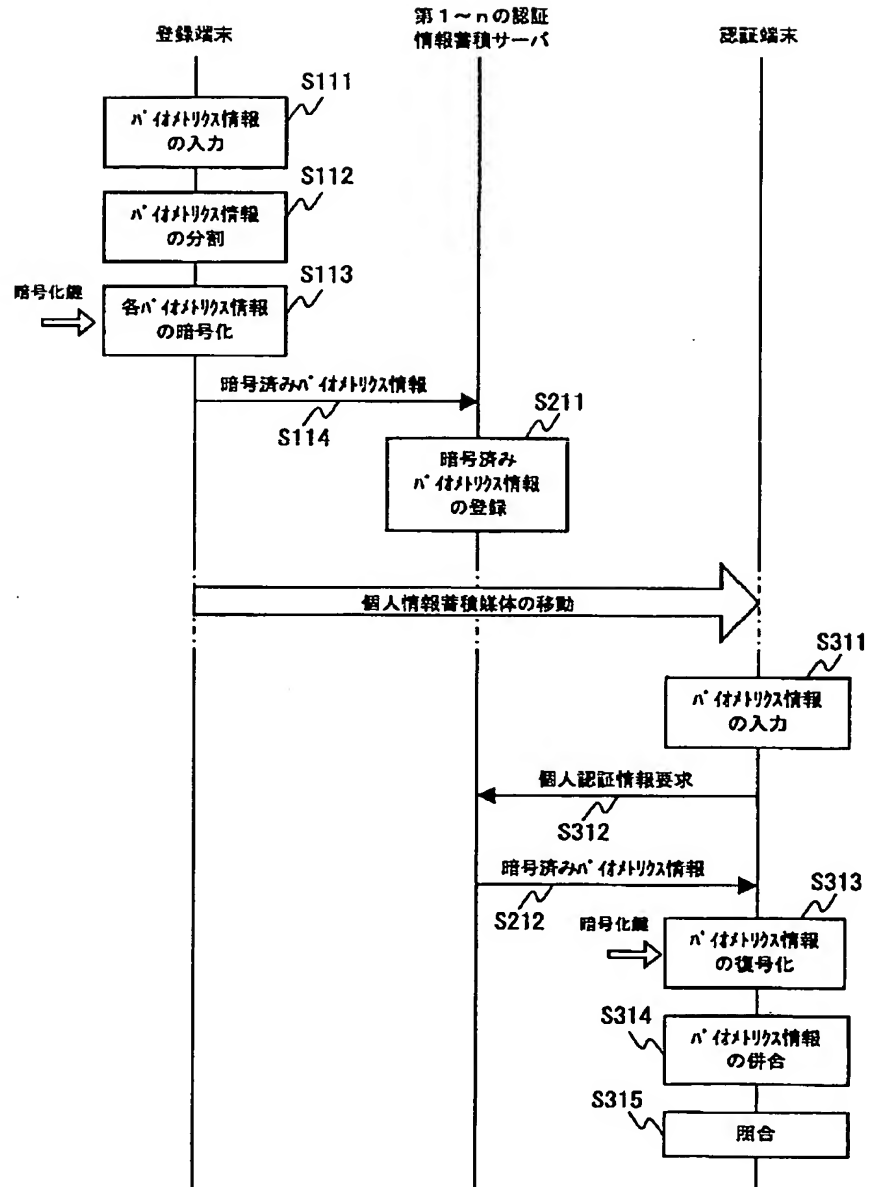 登録端末
第1～nの認証
情報蓄積サーバ
認証端末
S111
ﾊﾞｲｵﾒﾄﾘｸｽ情報
の入力
S112
ﾊﾞｲｵﾒﾄﾘｸｽ情報
の分割
S113
暗号化鍵
各ﾊﾞｲｵﾒﾄﾘｸｽ情報
の暗号化
暗号済みﾊﾞｲｵﾒﾄﾘｸｽ情報
S114
S211
暗号済み
ﾊﾞｲｵﾒﾄﾘｸｽ情報
の登録
個人情報蓄積媒体の移動
S311
ﾊﾞｲｵﾒﾄﾘｸｽ情報
の入力
個人認証情報要求
S312
暗号済みﾊﾞｲｵﾒﾄﾘｸｽ情報
S212
S313
暗号化鍵
ﾊﾞｲｵﾒﾄﾘｸｽ情報
の復号化
S314
ﾊﾞｲｵﾒﾄﾘｸｽ情報
の併合
S315
照合